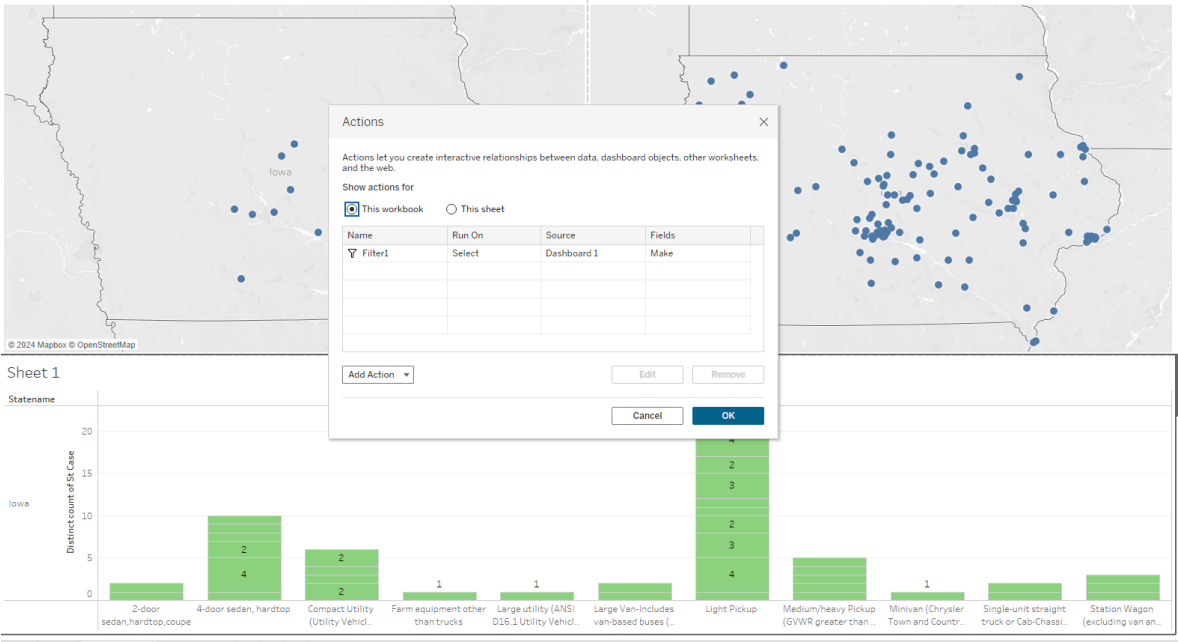 Iowa
© 2024 Mapbox © OpenStreetMap
Actions
Actions let you create interactive relationships between data, dashboard objects, other worksheets,
and the web.
Show actions for
This workbook This sheet
Name Run On Source Fields
Filter1 Select Dashboard 1 Make
Add Action Edit Remove
Cancel OK
Sheet 1
Statename
Iowa
Distinct count of St Case
20
15
10
5
0
2
4
2
2
1
1
2
3
2
3
4
1
2-door
sedan,hardtop,coupe
4-door sedan, hardtop
Compact Utility
(Utility Vehicl..
Farm equipment other
than trucks
Large utility (ANSI
D16.1 Utility Vehicl..
Large Van-Includes
van-based buses (..
Light Pickup
Medium/heavy Pickup
(GVWR greater than ..
Minivan (Chrysler
Town and Countr..
Single-unit straight
truck or Cab-Chassi..
Station Wagon
(excluding van an..